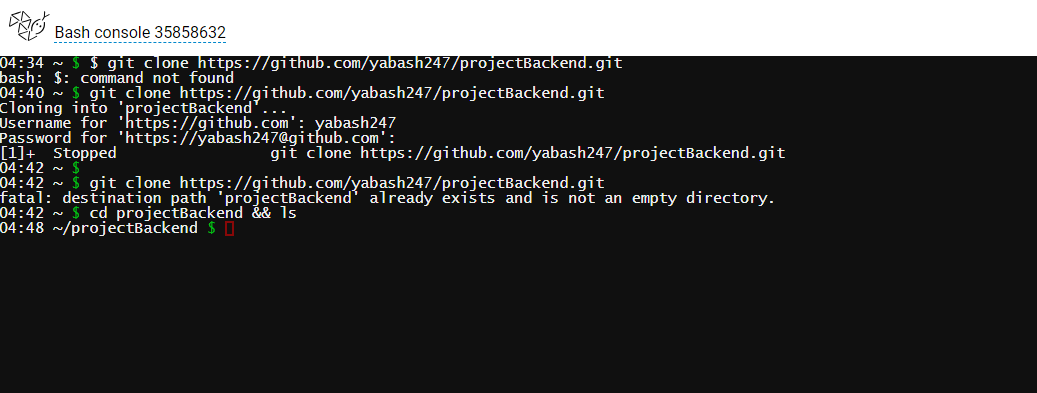 Bash console 35858632
04:34 ~ $ $ git clone https://github.com/yabash247/projectBackend.git
bash: $: command not found
04:40 ~ $ git clone https://github.com/yabash247/projectBackend.git
Cloning into 'projectBackend'...
Username for 'https://github.com': yabash247
Password for 'https://yabash247@github.com':
[1]+  Stopped                 git clone https://github.com/yabash247/projectBackend.git
04:42 ~ $
04:42 ~ $ git clone https://github.com/yabash247/projectBackend.git
fatal: destination path 'projectBackend' already exists and is not an empty directory.
04:42 ~ $ cd projectBackend && ls
04:48 ~/projectBackend $